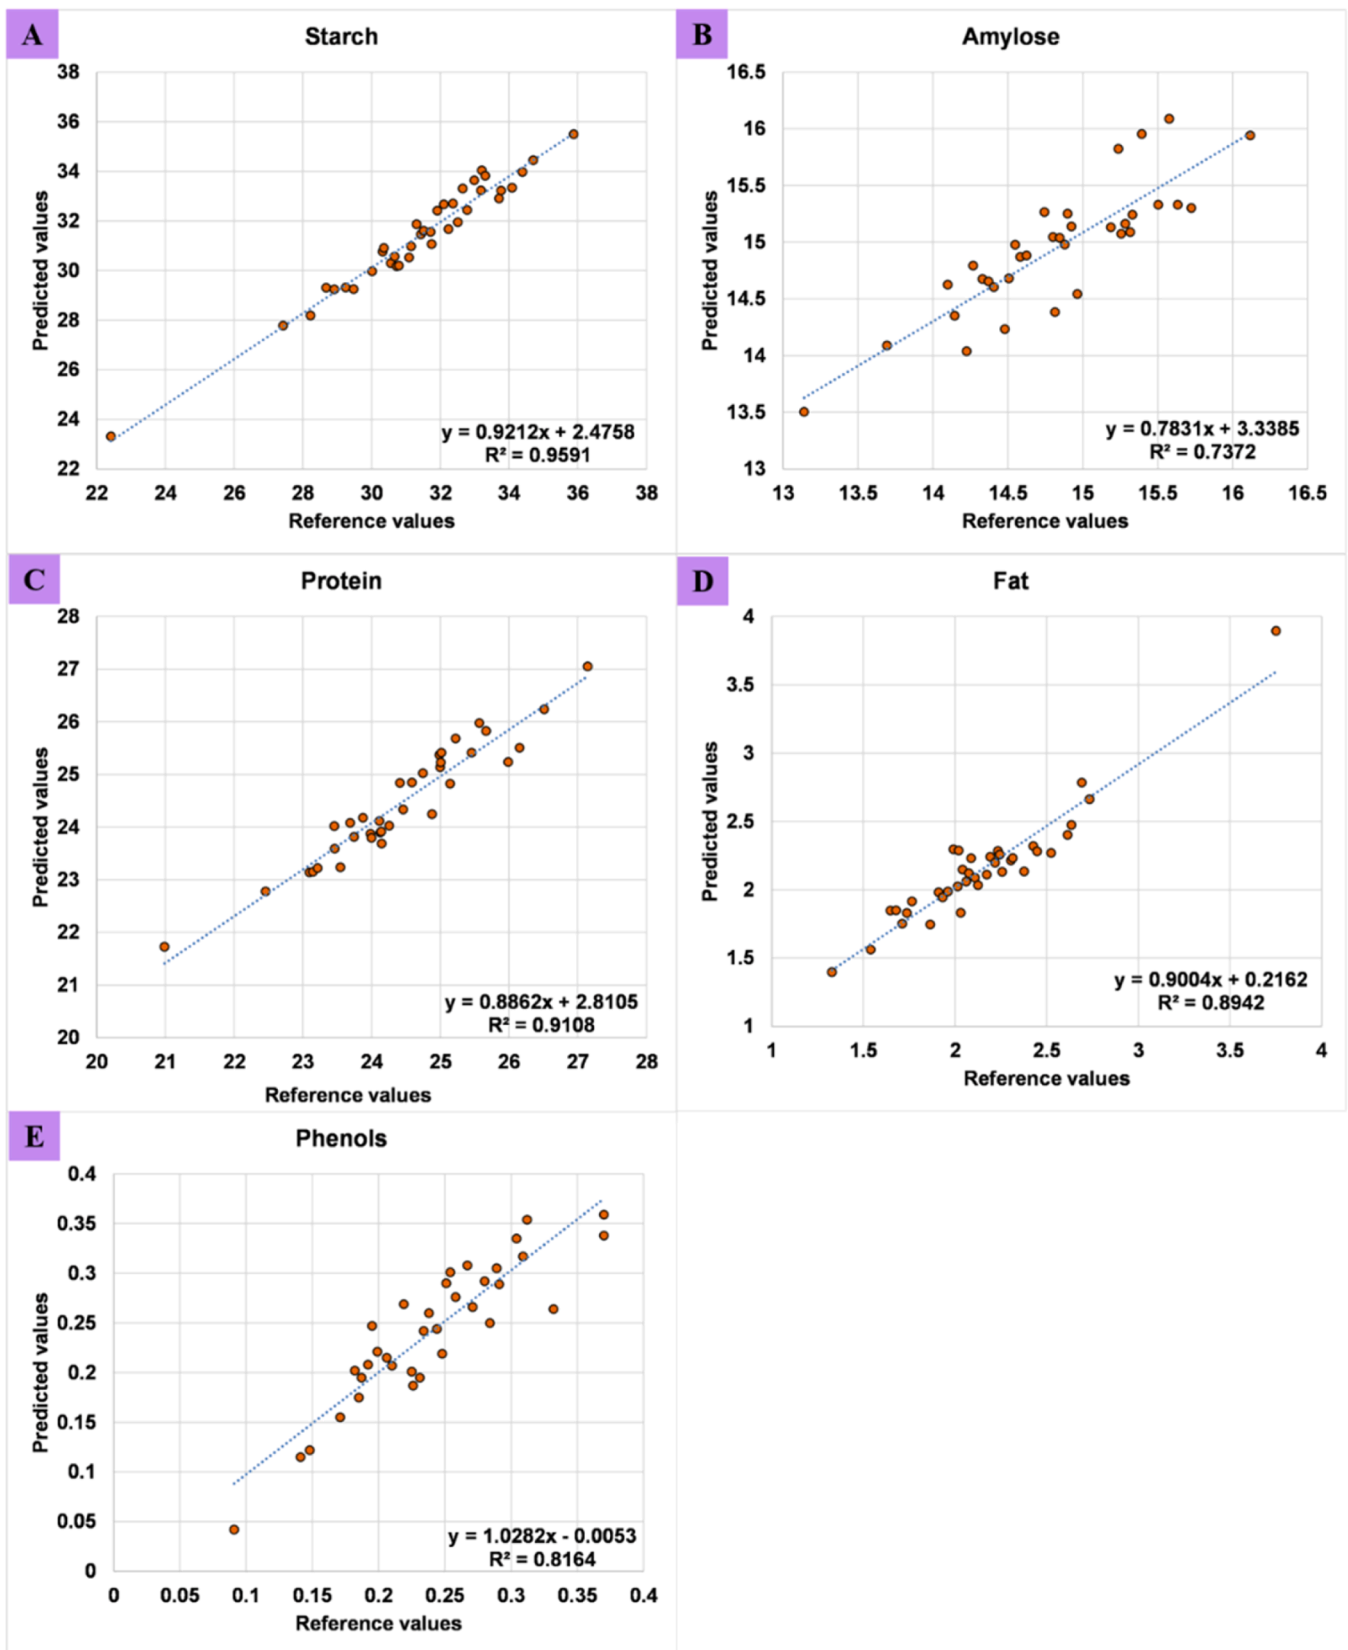 A
Starch
38
36
34
32
30
28
26
24
22
Predicted values
y = 0.9212x + 2.4758
R² = 0.9591
22 24 26 28 30 32 34 36 38
Reference values
B
Amylose
16.5
16
15.5
15
14.5
14
13.5
13
Predicted values
y = 0.7831x + 3.3385
R² = 0.7372
13 13.5 14 14.5 15 15.5 16 16.5
Reference values
C
Protein
28
27
26
25
24
23
22
21
20
Predicted values
y = 0.8862x + 2.8105
R² = 0.9108
20 21 22 23 24 25 26 27 28
Reference values
D
Fat
4
3.5
3
2.5
2
1.5
1
Predicted values
y = 0.9004x + 0.2162
R² = 0.8942
1 1.5 2 2.5 3 3.5 4
Reference values
E
Phenols
0.4
0.35
0.3
0.25
0.2
0.15
0.1
0.05
0
Predicted values
y = 1.0282x - 0.0053
R² = 0.8164
0 0.05 0.1 0.15 0.2 0.25 0.3 0.35 0.4
Reference values